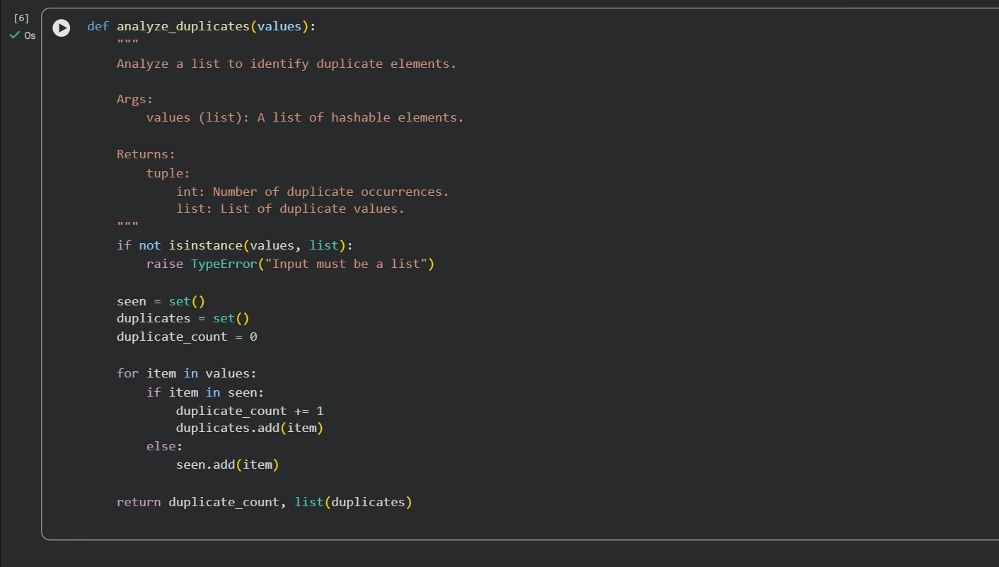 [6]
0s
def analyze_duplicates(values):
    """
    Analyze a list to identify duplicate elements.

    Args:
        values (list): A list of hashable elements.

    Returns:
        tuple:
            int: Number of duplicate occurrences.
            list: List of duplicate values.
    """
    if not isinstance(values, list):
        raise TypeError("Input must be a list")

    seen = set()
    duplicates = set()
    duplicate_count = 0

    for item in values:
        if item in seen:
            duplicate_count += 1
            duplicates.add(item)
        else:
            seen.add(item)

    return duplicate_count, list(duplicates)